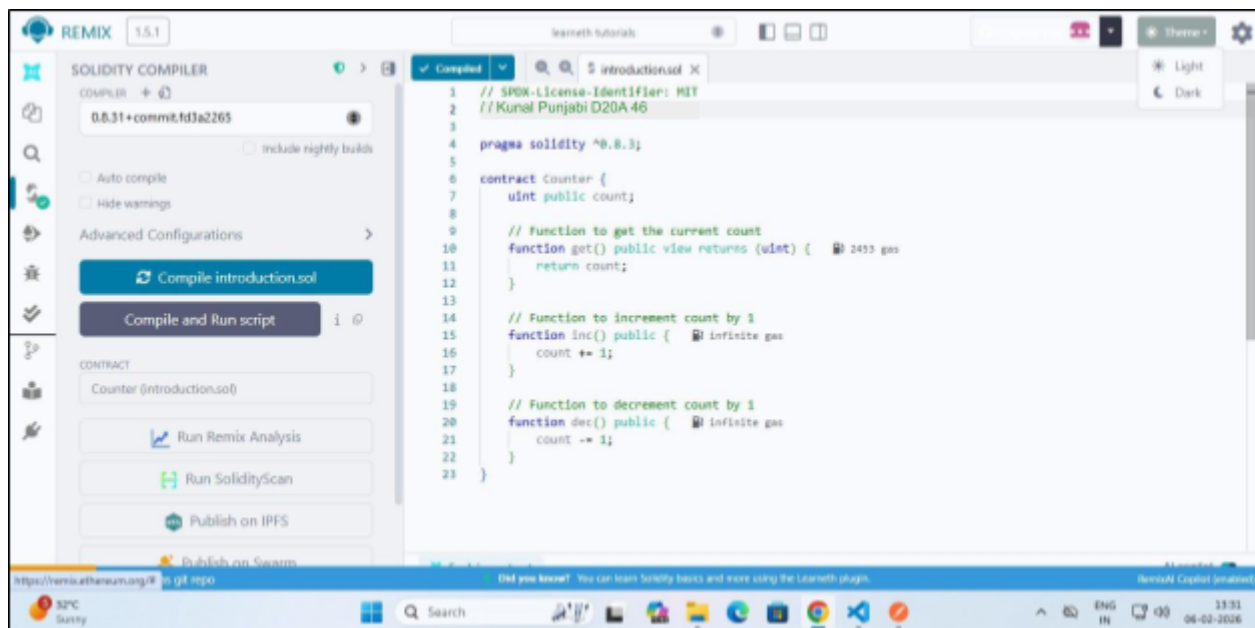 REMIX 1.5.1
learneth tutorials
Theme
Light
Dark
SOLIDITY COMPILER
COMPILER
0.8.31+commit.fd3a2265
Include nightly builds
Auto compile
Hide warnings
Advanced Configurations
Compile introduction.sol
Compile and Run script
CONTRACT
Counter (introduction.sol)
Run Remix Analysis
Run SolidityScan
Publish on IPFS
Publish on Swarm
Compiled
introduction.sol
1 // SPDX-License-Identifier: MIT
2 // Kunal Punjabi D20A 46
3
4 pragma solidity ^0.8.3;
5
6 contract Counter {
7 uint public count;
8
9 // Function to get the current count
10 function get() public view returns (uint) { 2453 gas
11 return count;
12 }
13
14 // Function to increment count by 1
15 function inc() public { infinite gas
16 count += 1;
17 }
18
19 // Function to decrement count by 1
20 function dec() public { infinite gas
21 count -= 1;
22 }
23 }
https://remix.ethereum.org/# s git repo
Did you know? You can learn Solidity basics and more using the Learneth plugin.
RemixAI Copilot (enabled)
32°C
Sunny
Search
ENG
IN
13:31
06-02-2026